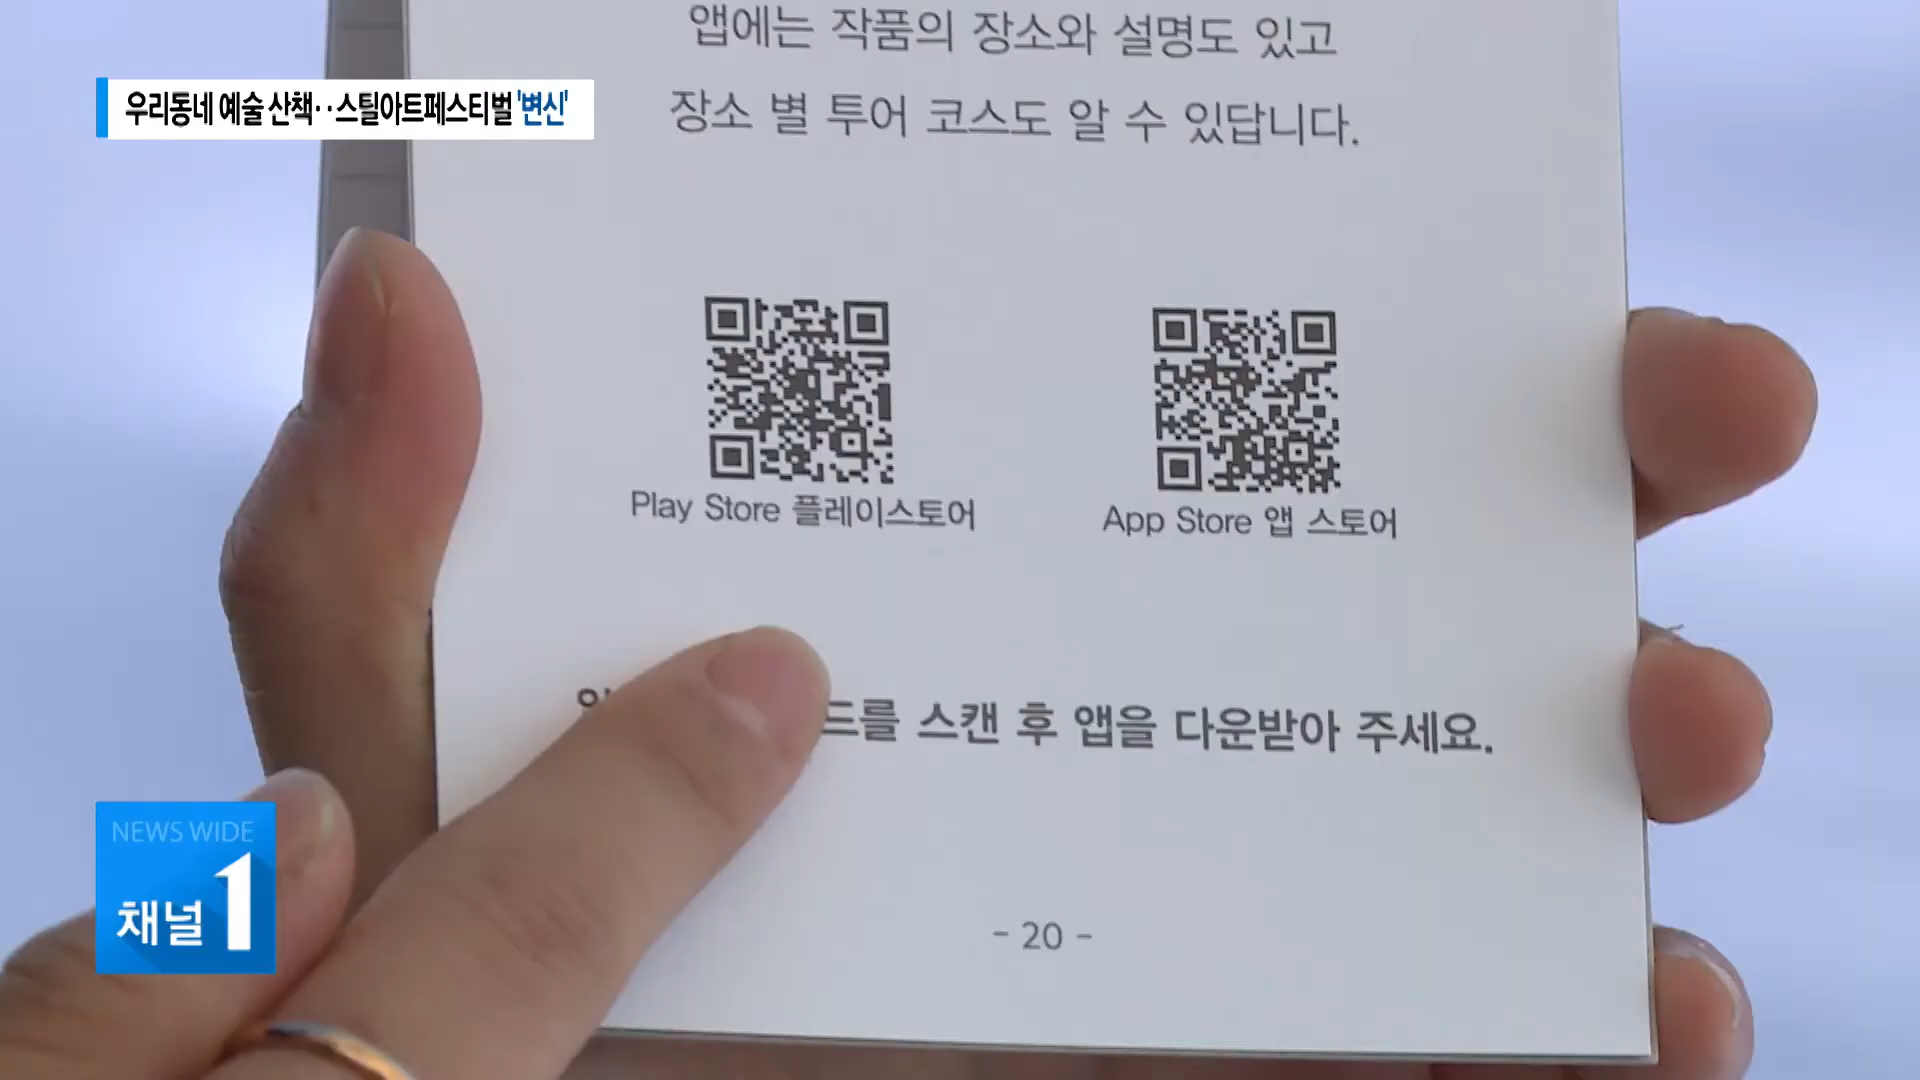 앱에는 작품의 장소와 설명도 있고
우리동네 예술 산책‥스틸아트페스티벌 '변신'
장소 별 투어 코스도 알 수 있답니다.
Play Store 플레이스토어
App Store 앱 스토어
드를 스캔 후 앱을 다운받아 주세요.
NEWS WIDE
채널 1
- 20 -